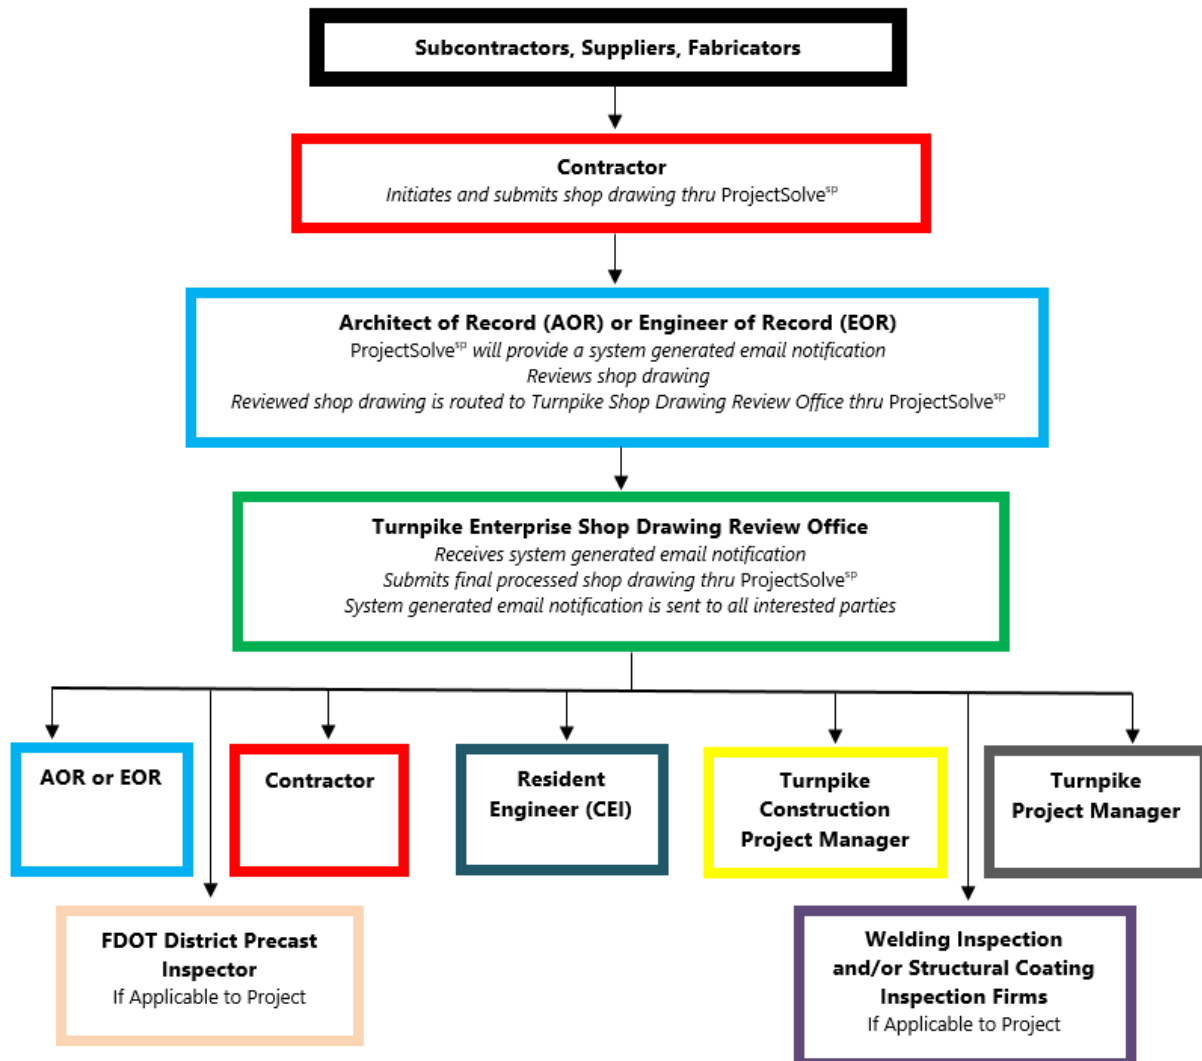 Subcontractors, Suppliers, Fabricators
Contractor
Initiates and submits shop drawing thru ProjectSolveˢᵖ
Architect of Record (AOR) or Engineer of Record (EOR)
ProjectSolveˢᵖ will provide a system generated email notification
Reviews shop drawing
Reviewed shop drawing is routed to Turnpike Shop Drawing Review Office thru ProjectSolveˢᵖ
Turnpike Enterprise Shop Drawing Review Office
Receives system generated email notification
Submits final processed shop drawing thru ProjectSolveˢᵖ
System generated email notification is sent to all interested parties
AOR or EOR
Contractor
Resident
Engineer (CEI)
Turnpike
Construction
Project Manager
Turnpike
Project Manager
FDOT District Precast
Inspector
If Applicable to Project
Welding Inspection
and/or Structural Coating
Inspection Firms
If Applicable to Project